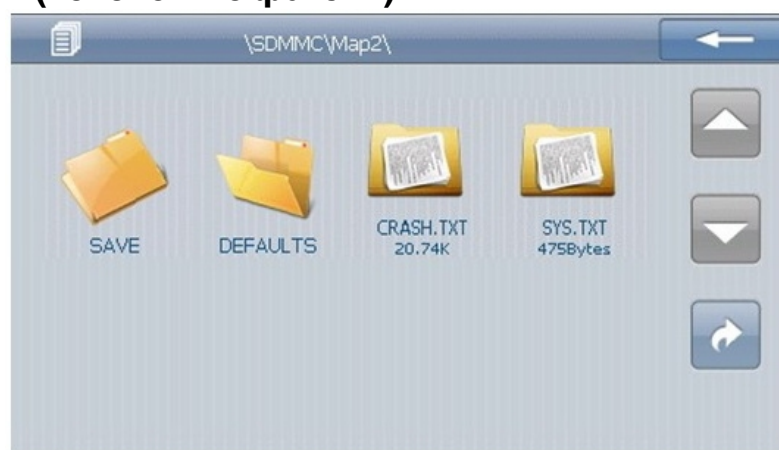 \SDMMC\Map2\
SAVE
DEFAULTS
CRASH.TXT
20.74K
SYS.TXT
475Bytes